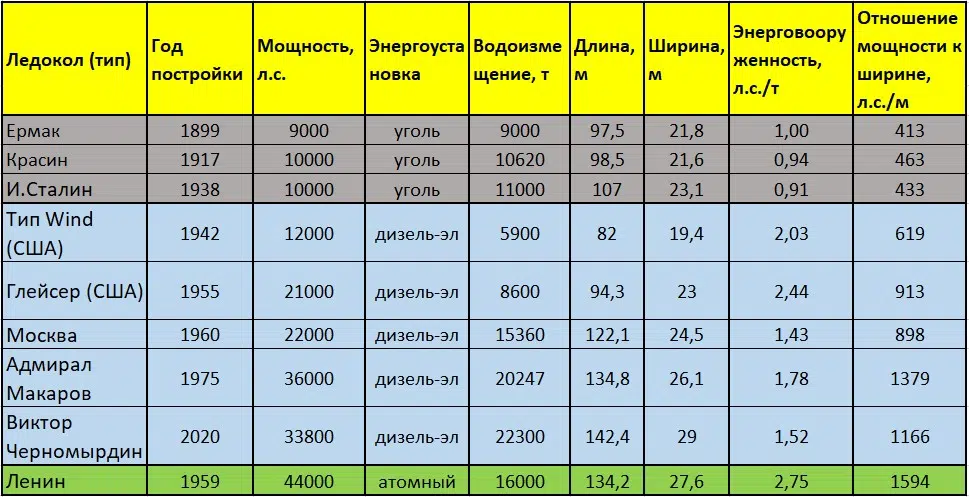 Ледокол (тип) Год постройки Мощность, л.с. Энергоуста новка Водоизме щение, т Длина, м Ширина, м Энерговоору женность, л.с./т Отношение мощности к ширине, л.с./м
Ермак 1899 9000 уголь 9000 97,5 21,8 1,00 413
Красин 1917 10000 уголь 10620 98,5 21,6 0,94 463
И.Сталин 1938 10000 уголь 11000 107 23,1 0,91 433
Тип Wind (США) 1942 12000 дизель-эл 5900 82 19,4 2,03 619
Глейсер (США) 1955 21000 дизель-эл 8600 94,3 23 2,44 913
Москва 1960 22000 дизель-эл 15360 122,1 24,5 1,43 898
Адмирал Макаров 1975 36000 дизель-эл 20247 134,8 26,1 1,78 1379
Виктор Черномырдин 2020 33800 дизель-эл 22300 142,4 29 1,52 1166
Ленин 1959 44000 атомный 16000 134,2 27,6 2,75 1594